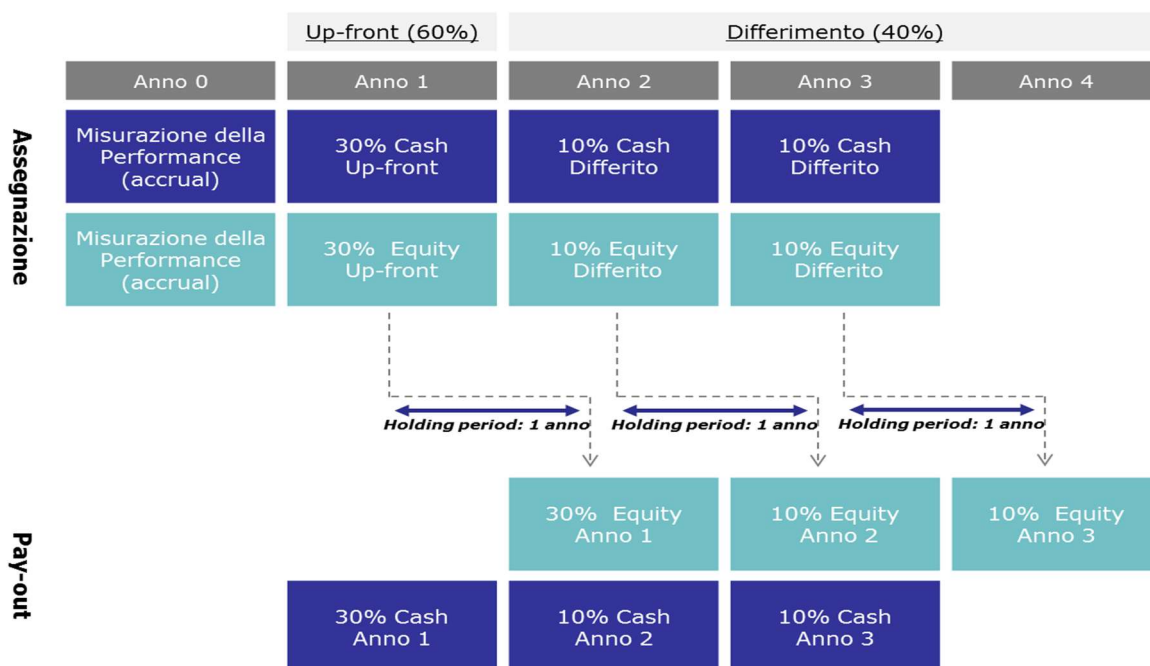 Up-front (60%)
Differimento (40%)
Anno 0
Anno 1
Anno 2
Anno 3
Anno 4
Assegnazione
Misurazione della
Performance
(accrual)
30% Cash
Up-front
10% Cash
Differito
10% Cash
Differito
Misurazione della
Performance
(accrual)
30% Equity
Up-front
10% Equity
Differito
10% Equity
Differito
Holding period: 1 anno
Holding period: 1 anno
Holding period: 1 anno
Pay-out
30% Equity
Anno 1
10% Equity
Anno 2
10% Equity
Anno 3
30% Cash
Anno 1
10% Cash
Anno 2
10% Cash
Anno 3